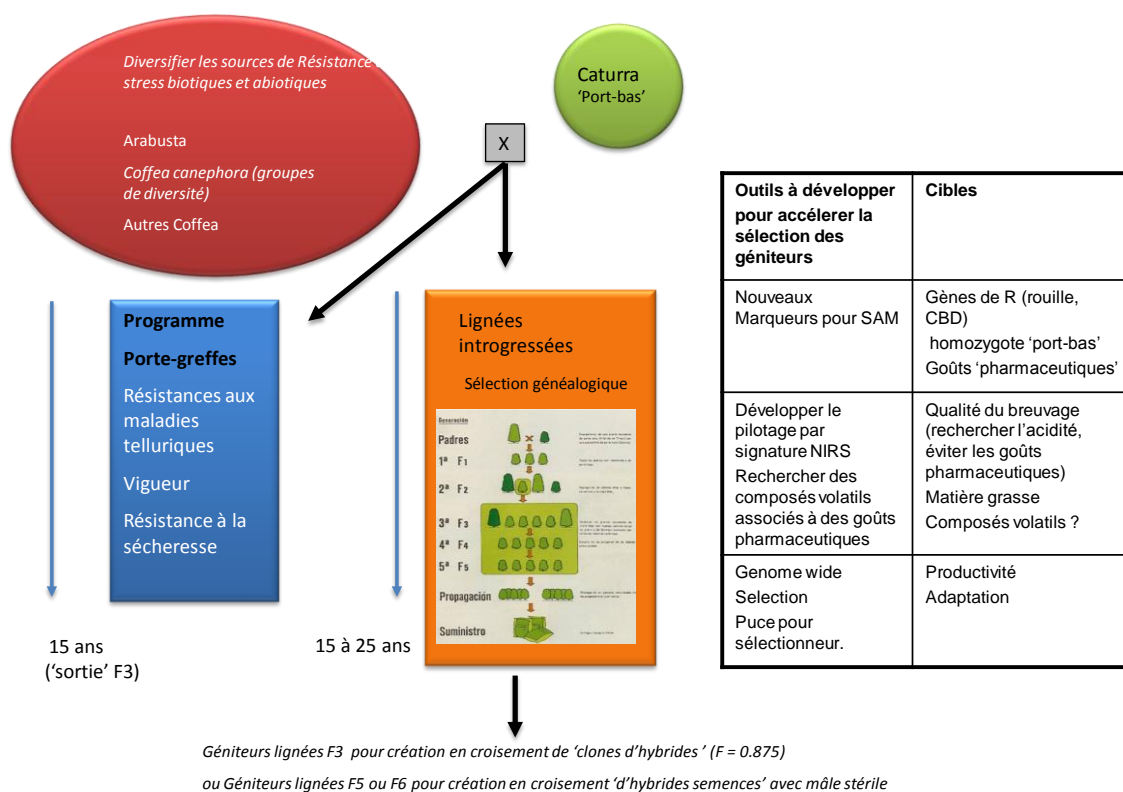 Diversifier les sources de Résistance
stress biotiques et abiotiques
Arabusta
Coffea canephora (groupes
de diversité)
Autres Coffea
X
Caturra
'Port-bas'
Programme
Porte-greffes
Résistances aux
maladies
telluriques
Vigueur
Résistance à la
sécheresse
15 ans
('sortie' F3)
Lignées
introgressées
Sélection généalogique
Generación
Padres
1ª F1
2ª F2
3ª F3
4ª F4
5ª F5
Propagación
Suministro
15 à 25 ans
Outils à développer
pour accélerer la
sélection des
géniteurs
Cibles
Nouveaux
Marqueurs pour SAM
Gènes de R (rouille,
CBD)
homozygote 'port-bas'
Goûts 'pharmaceutiques'
Développer le
pilotage par
signature NIRS
Rechercher des
composés volatils
associés à des goûts
pharmaceutiques
Qualité du breuvage
(rechercher l'acidité,
éviter les goûts
pharmaceutiques)
Matière grasse
Composés volatils ?
Genome wide
Selection
Puce pour
sélectionneur.
Productivité
Adaptation
Géniteurs lignées F3 pour création en croisement de 'clones d'hybrides ' (F = 0.875)
ou Géniteurs lignées F5 ou F6 pour création en croisement 'd'hybrides semences' avec mâle stérile